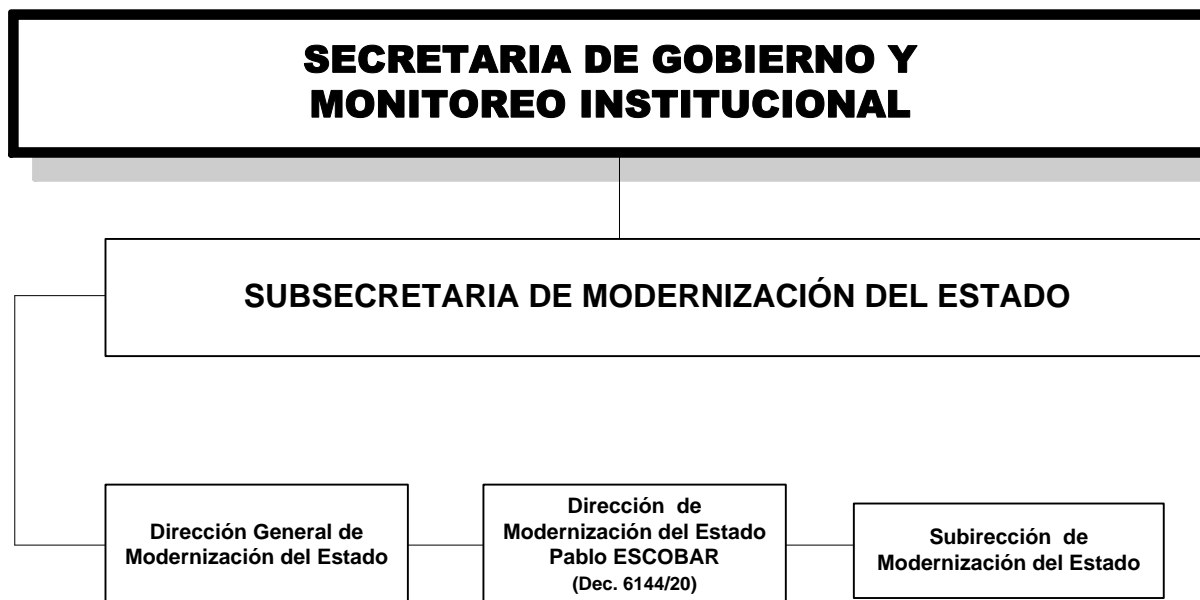 SECRETARIA DE GOBIERNO Y
MONITOREO INSTITUCIONAL
SUBSECRETARIA DE MODERNIZACIÓN DEL ESTADO
Dirección General de
Modernización del Estado
Dirección de
Modernización del Estado
Pablo ESCOBAR
(Dec. 6144/20)
Subirección de
Modernización del Estado